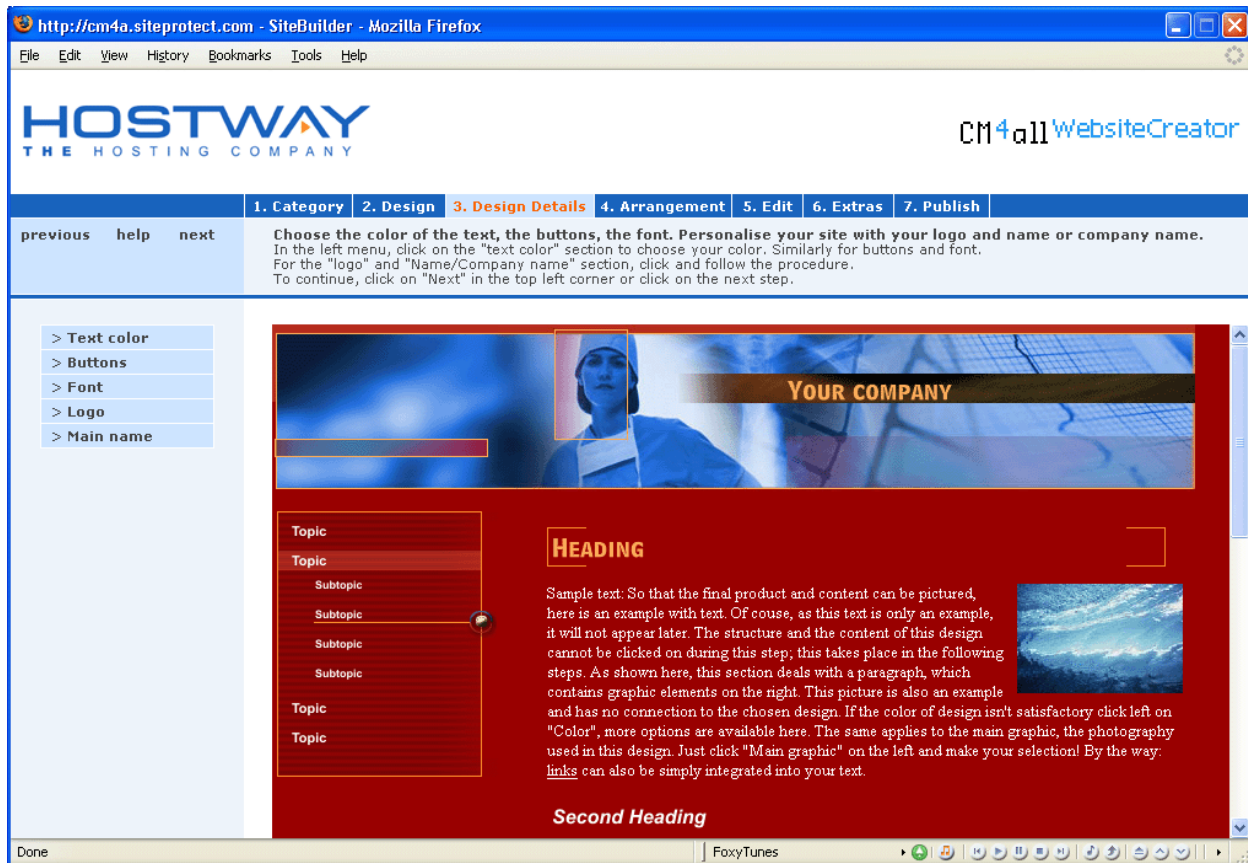 http://cm4a.siteprotect.com - SiteBuilder - Mozilla Firefox
File Edit View History Bookmarks Tools Help
HOSTWAY
THE HOSTING COMPANY
CM4all WebsiteCreator
1. Category 2. Design 3. Design Details 4. Arrangement 5. Edit 6. Extras 7. Publish
previous help next
Choose the color of the text, the buttons, the font. Personalise your site with your logo and name or company name.
In the left menu, click on the "text color" section to choose your color. Similarly for buttons and font.
For the "logo" and "Name/Company name" section, click and follow the procedure.
To continue, click on "Next" in the top left corner or click on the next step.
> Text color
> Buttons
> Font
> Logo
> Main name
YOUR COMPANY
Topic
Topic
Subtopic
Subtopic
Subtopic
Subtopic
Topic
Topic
HEADING
Sample text: So that the final product and content can be pictured,
here is an example with text. Of couse, as this text is only an example,
it will not appear later. The structure and the content of this design
cannot be clicked on during this step; this takes place in the following
steps. As shown here, this section deals with a paragraph, which
contains graphic elements on the right. This picture is also an example
and has no connection to the chosen design. If the color of design isn't satisfactory click left on
"Color", more options are available here. The same applies to the main graphic, the photography
used in this design. Just click "Main graphic" on the left and make your selection! By the way:
links can also be simply integrated into your text.
Second Heading
Done
FoxyTunes